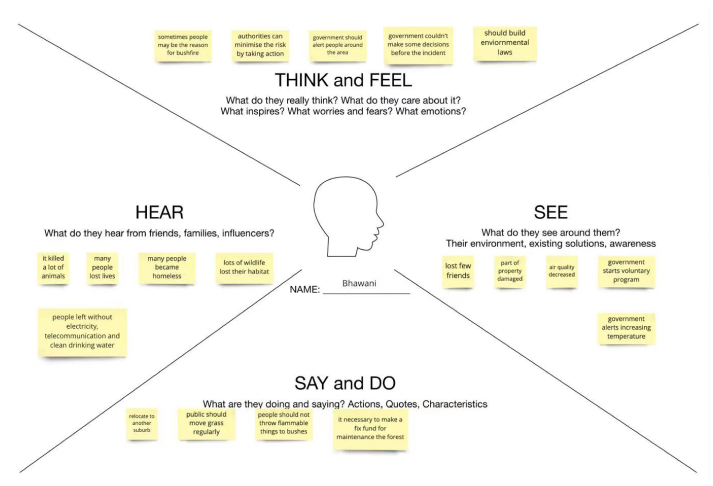 sometimes people
may be the reason
for bushfire
authorities can
minimise the risk
by taking action
government should
alert people around
the area
government couldn't
make some decisions
before the incident
should build
enviornmental
laws
THINK and FEEL
What do they really think? What do they care about it?
What inspires? What worries and fears? What emotions?
HEAR
What do they hear from friends, families, influencers?
it killed
a lot of
animals
many
people
lost lives
many people
became
homeless
lots of wildlife
lost their habitat
people left without
electricity,
telecommunication and
clean drinking water
SEE
What do they see around them?
Their environment, existing solutions, awareness
lost few
friends
part of
property
damaged
air quality
decreased
government
starts voluntary
program
government
alerts increasing
temperature
NAME: Bhawani
SAY and DO
What are they doing and saying? Actions, Quotes, Characteristics
relocate to
another
suburb
public should
move grass
regularly
people should not
throw flammable
things to bushes
it necessary to make a
fix fund for
maintenance the forest